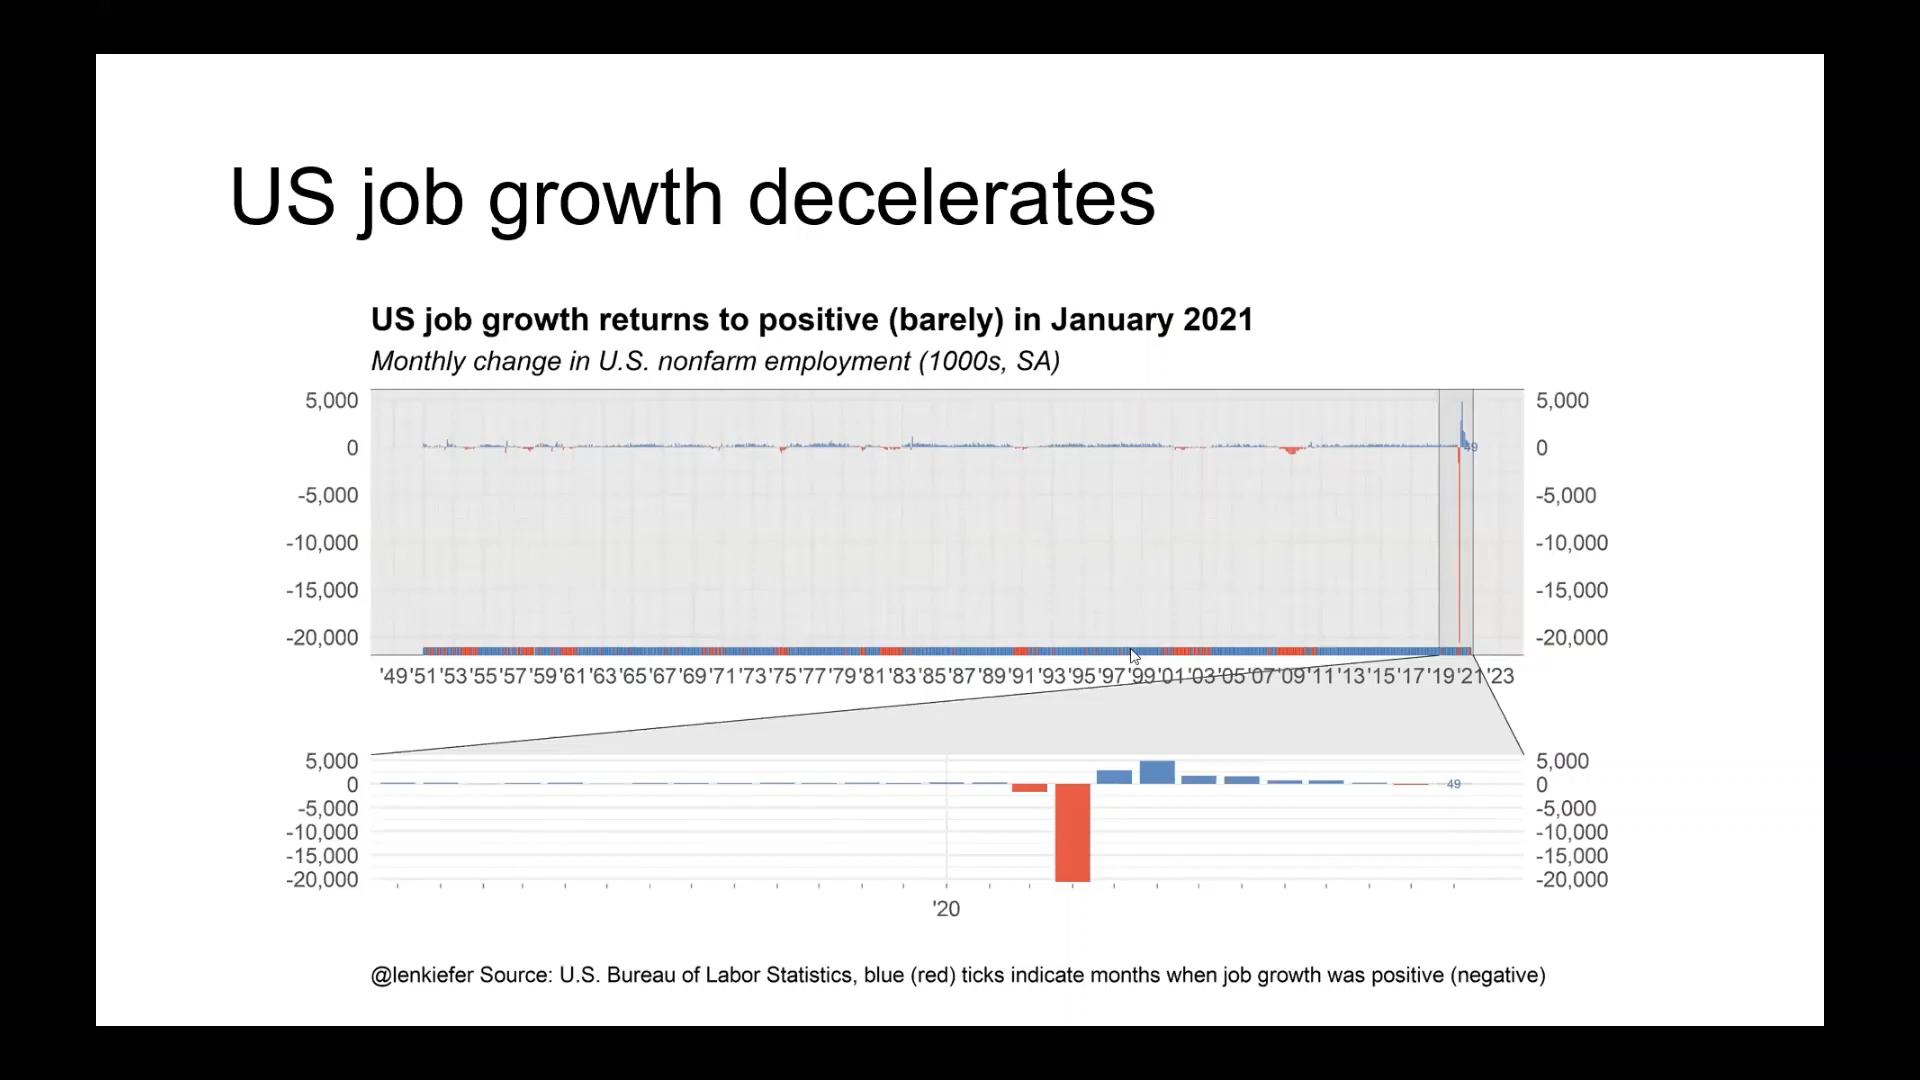 US job growth decelerates
US job growth returns to positive (barely) in January 2021
Monthly change in U.S. nonfarm employment (1000s, SA)
5,000 5,000
0 49 0
-5,000 -5,000
-10,000 -10,000
-15,000 -15,000
-20,000 -20,000
'49'51'53'55'57'59'61'63'65'67'69'71'73'75'77'79'81'83'85'87'89'91'93'95'97'99'01'03'05'07'09'11'13'15'17'19'21'23
5,000 5,000
0 49 0
-5,000 -5,000
-10,000 -10,000
-15,000 -15,000
-20,000 -20,000
'20
@lenkiefer Source: U.S. Bureau of Labor Statistics, blue (red) ticks indicate months when job growth was positive (negative)